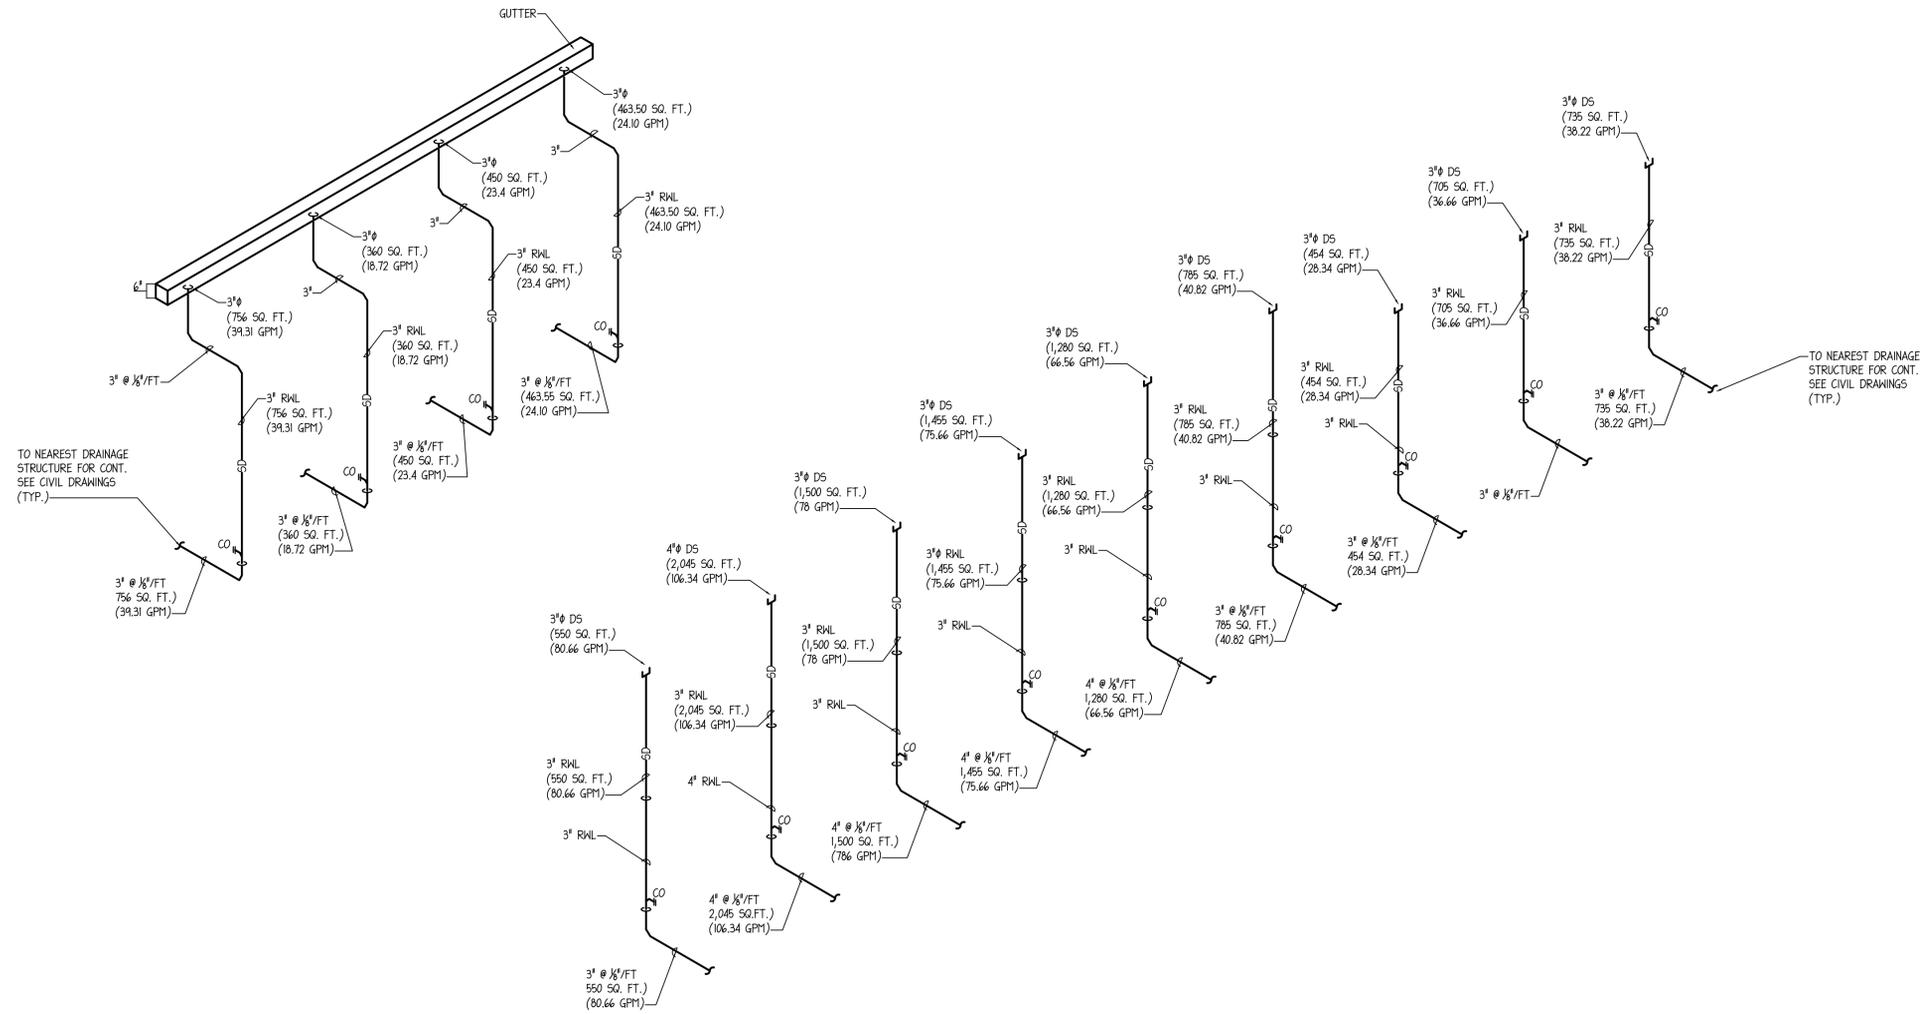 GUTTER
3"ϕ
(463.50 SQ. FT.)
(24.10 GPM)
3"
3"ϕ
(450 SQ. FT.)
(23.4 GPM)
3"
3" RWL
(463.50 SQ. FT.)
(24.10 GPM)
SD
3"ϕ
(360 SQ. FT.)
(18.72 GPM)
3"
3" RWL
(450 SQ. FT.)
(23.4 GPM)
SD
6"
3"ϕ
(756 SQ. FT.)
(39.31 GPM)
3" RWL
(360 SQ. FT.)
(18.72 GPM)
SD
CO
3" @ ⅛"/FT
(463.55 SQ. FT.)
(24.10 GPM)
3" @ ⅛"/FT
3" RWL
(756 SQ. FT.)
(39.31 GPM)
SD
CO
3" @ ⅛"/FT
(450 SQ. FT.)
(23.4 GPM)
TO NEAREST DRAINAGE
STRUCTURE FOR CONT.
SEE CIVIL DRAWINGS
(TYP.)
CO
3" @ ⅛"/FT
(360 SQ. FT.)
(18.72 GPM)
CO
3" @ ⅛"/FT
756 SQ. FT.)
(39.31 GPM)
3"ϕ DS
(735 SQ. FT.)
(38.22 GPM)
3" RWL
(735 SQ. FT.)
(38.22 GPM)
SD
CO
3" @ ⅛"/FT
735 SQ. FT.)
(38.22 GPM)
TO NEAREST DRAINAGE
STRUCTURE FOR CONT.
SEE CIVIL DRAWINGS
(TYP.)
3"ϕ DS
(705 SQ. FT.)
(36.66 GPM)
3" RWL
(705 SQ. FT.)
(36.66 GPM)
SD
CO
3" @ ⅛"/FT
3"ϕ DS
(454 SQ. FT.)
(28.34 GPM)
3" RWL
(454 SQ. FT.)
(28.34 GPM)
SD
3" RWL
CO
3" @ ⅛"/FT
454 SQ. FT.)
(28.34 GPM)
3"ϕ DS
(785 SQ. FT.)
(40.82 GPM)
SD
3" RWL
(785 SQ. FT.)
(40.82 GPM)
3" RWL
CO
3" @ ⅛"/FT
785 SQ. FT.)
(40.82 GPM)
3"ϕ DS
(1,280 SQ. FT.)
(66.56 GPM)
SD
3" RWL
(1,280 SQ. FT.)
(66.56 GPM)
3" RWL
CO
4" @ ⅛"/FT
1,280 SQ. FT.)
(66.56 GPM)
3"ϕ DS
(1,455 SQ. FT.)
(75.66 GPM)
SD
3"ϕ RWL
(1,455 SQ. FT.)
(75.66 GPM)
3" RWL
CO
4" @ ⅛"/FT
1,455 SQ. FT.)
(75.66 GPM)
3"ϕ DS
(1,500 SQ. FT.)
(78 GPM)
SD
3" RWL
(1,500 SQ. FT.)
(78 GPM)
3" RWL
CO
4" @ ⅛"/FT
1,500 SQ. FT.)
(786 GPM)
4"ϕ DS
(2,045 SQ. FT.)
(106.34 GPM)
SD
3" RWL
(2,045 SQ. FT.)
(106.34 GPM)
4" RWL
CO
4" @ ⅛"/FT
2,045 SQ.FT.)
(106.34 GPM)
3"ϕ DS
(550 SQ. FT.)
(80.66 GPM)
SD
3" RWL
(550 SQ. FT.)
(80.66 GPM)
3" RWL
CO
3" @ ⅛"/FT
550 SQ. FT.)
(80.66 GPM)